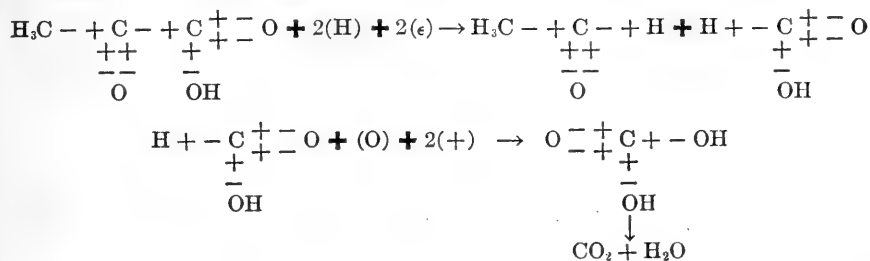 H₃C − + C − + C ++ −− O + 2(H) + 2(ϵ) → H₃C − + C − + H + H + − C ++ −− O
++ + ++ +
−− − −− −
O OH O OH
H + − C ++ −− O + (O) + 2(+) → O −− ++ C + − OH
+ +
− −
OH OH
↓
CO₂ + H₂O